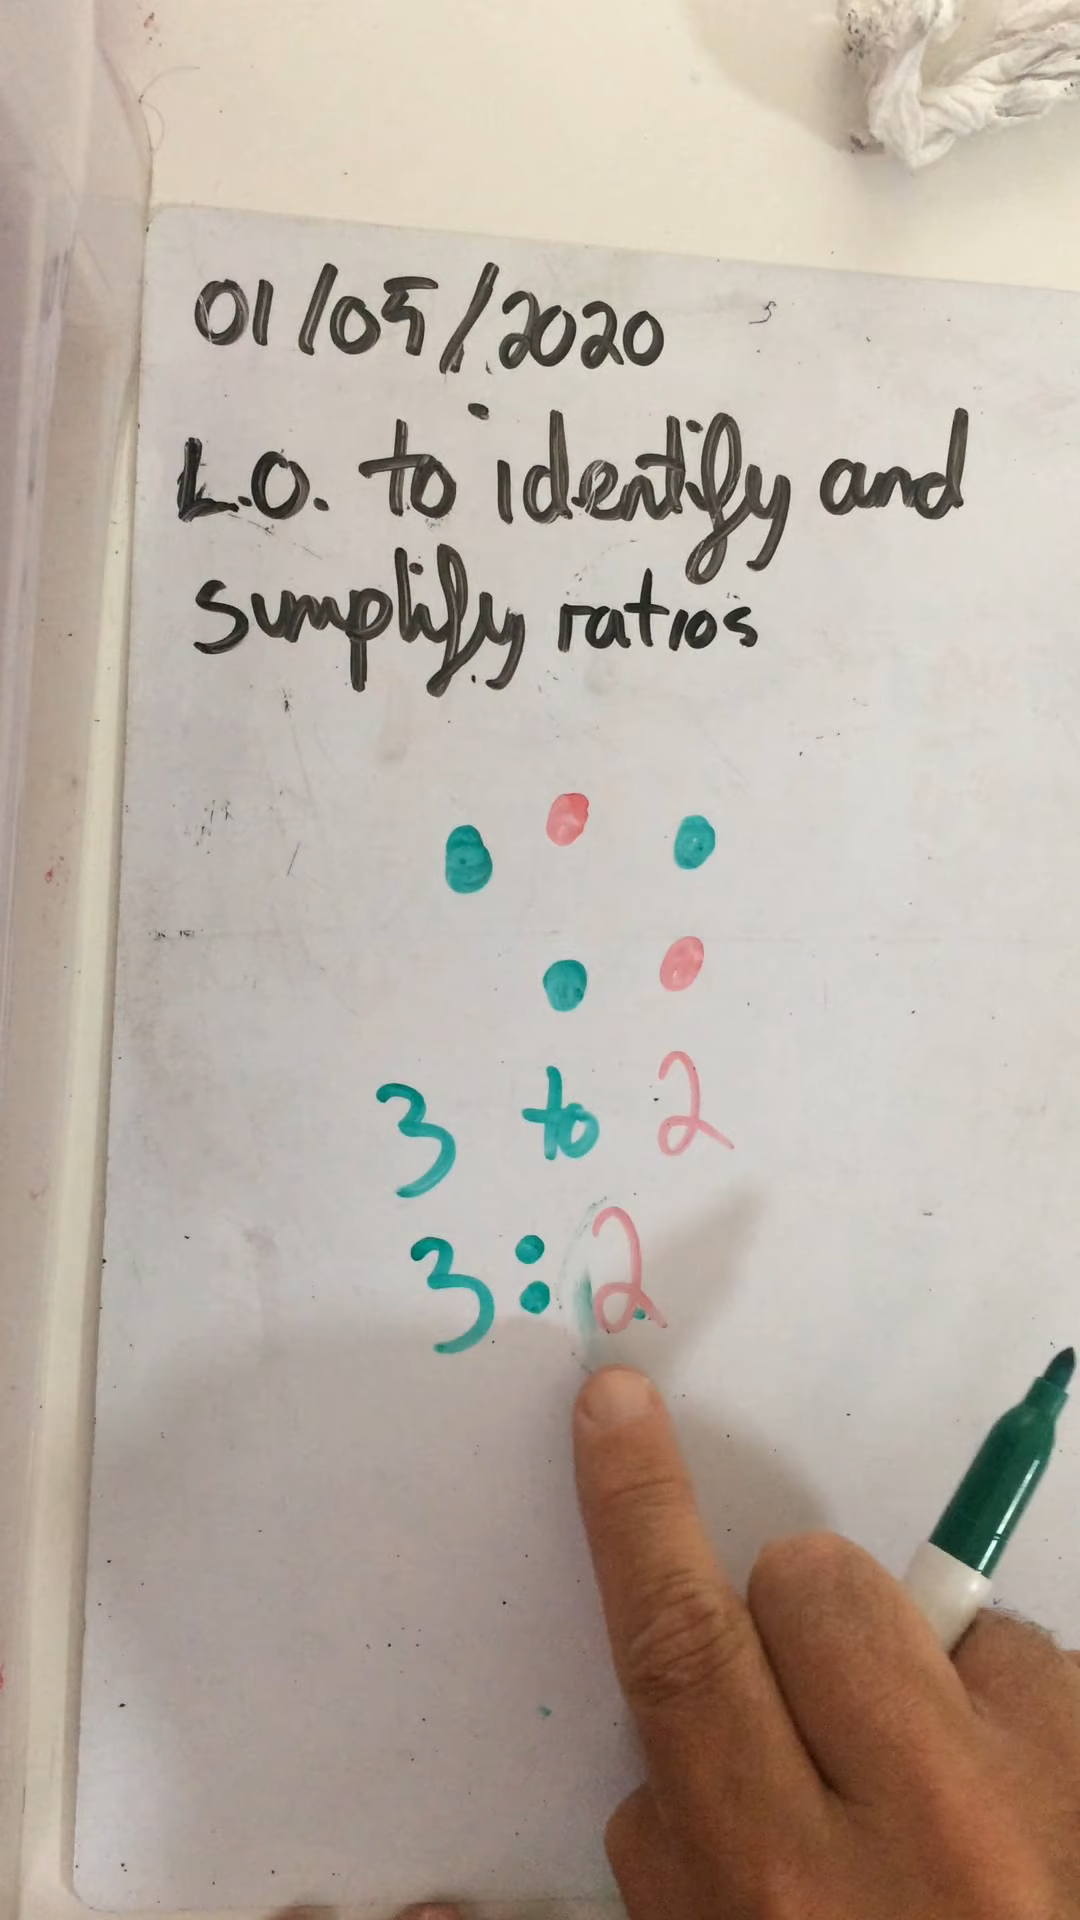 01/05/2020
L.O. to identify and
simplify ratios
3 to 2
3:2